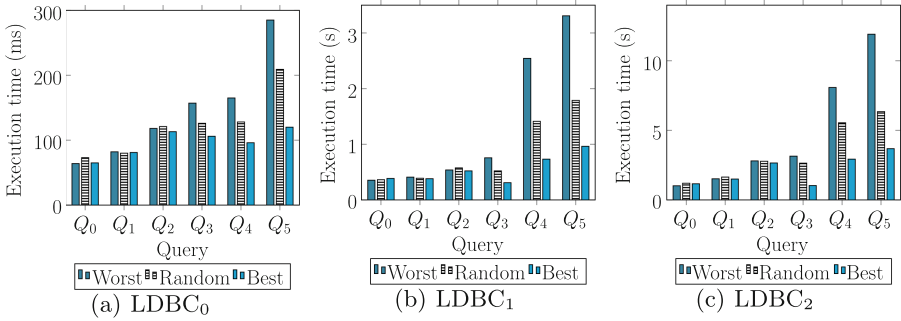 Execution time (ms)
300
200
100
0
Q0 Q1 Q2 Q3 Q4 Q5
Query
Worst Random Best
(a) LDBC0
Execution time (s)
3
2
1
0
Q0 Q1 Q2 Q3 Q4 Q5
Query
Worst Random Best
(b) LDBC1
Execution time (s)
10
5
0
Q0 Q1 Q2 Q3 Q4 Q5
Query
Worst Random Best
(c) LDBC2